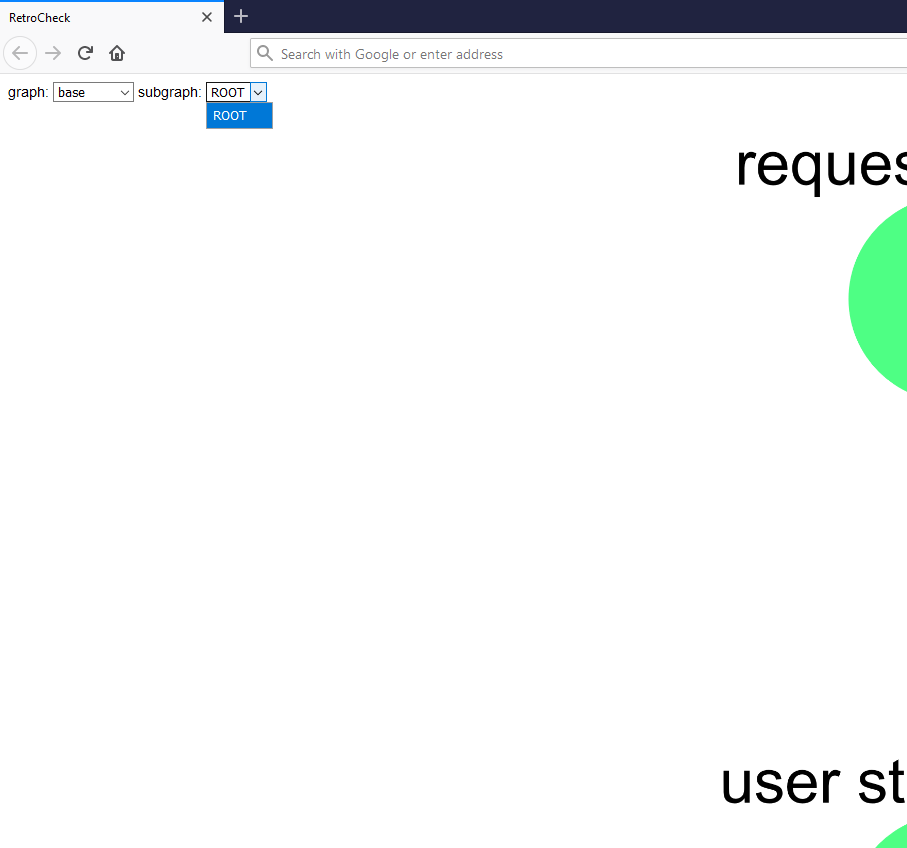 RetroCheck
Search with Google or enter address
graph: base subgraph: ROOT
ROOT
reques
user st